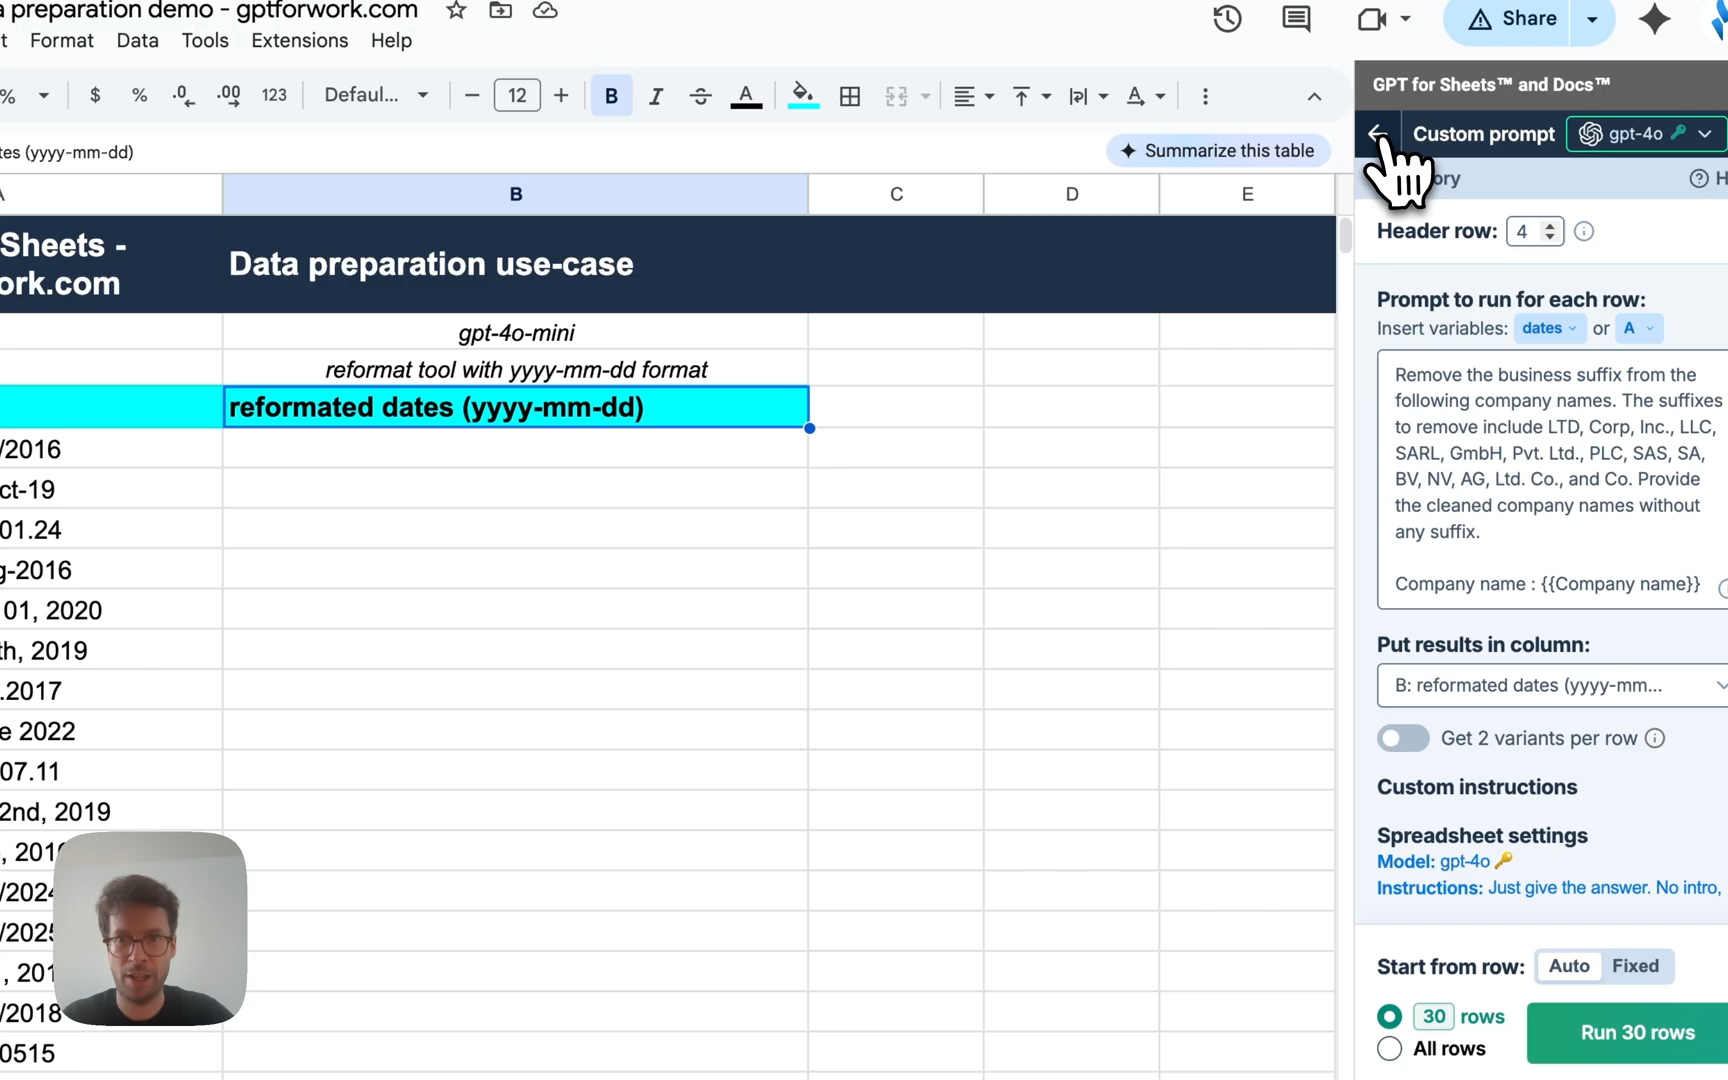 a preparation demo - gptforwork.com
t Format Data Tools Extensions Help
Share
% $ % .0 .00 123 Defaul... − 12 + B I A
tes (yyyy-mm-dd)
Summarize this table
A B C D E
Sheets -
ork.com
Data preparation use-case
gpt-4o-mini
reformat tool with yyyy-mm-dd format
reformated dates (yyyy-mm-dd)
/2016
ct-19
01.24
g-2016
01, 2020
th, 2019
.2017
e 2022
07.11
2nd, 2019
, 201
/2024
/2025
, 201
/2018
0515
GPT for Sheets™ and Docs™
Custom prompt
gpt-4o
ory
H
Header row: 4
Prompt to run for each row:
Insert variables: dates or A
Remove the business suffix from the
following company names. The suffixes
to remove include LTD, Corp, Inc., LLC,
SARL, GmbH, Pvt. Ltd., PLC, SAS, SA,
BV, NV, AG, Ltd. Co., and Co. Provide
the cleaned company names without
any suffix.
Company name : {{Company name}}
Put results in column:
B: reformated dates (yyyy-mm...
Get 2 variants per row
Custom instructions
Spreadsheet settings
Model: gpt-4o
Instructions: Just give the answer. No intro,
Start from row: Auto Fixed
30 rows
All rows
Run 30 rows